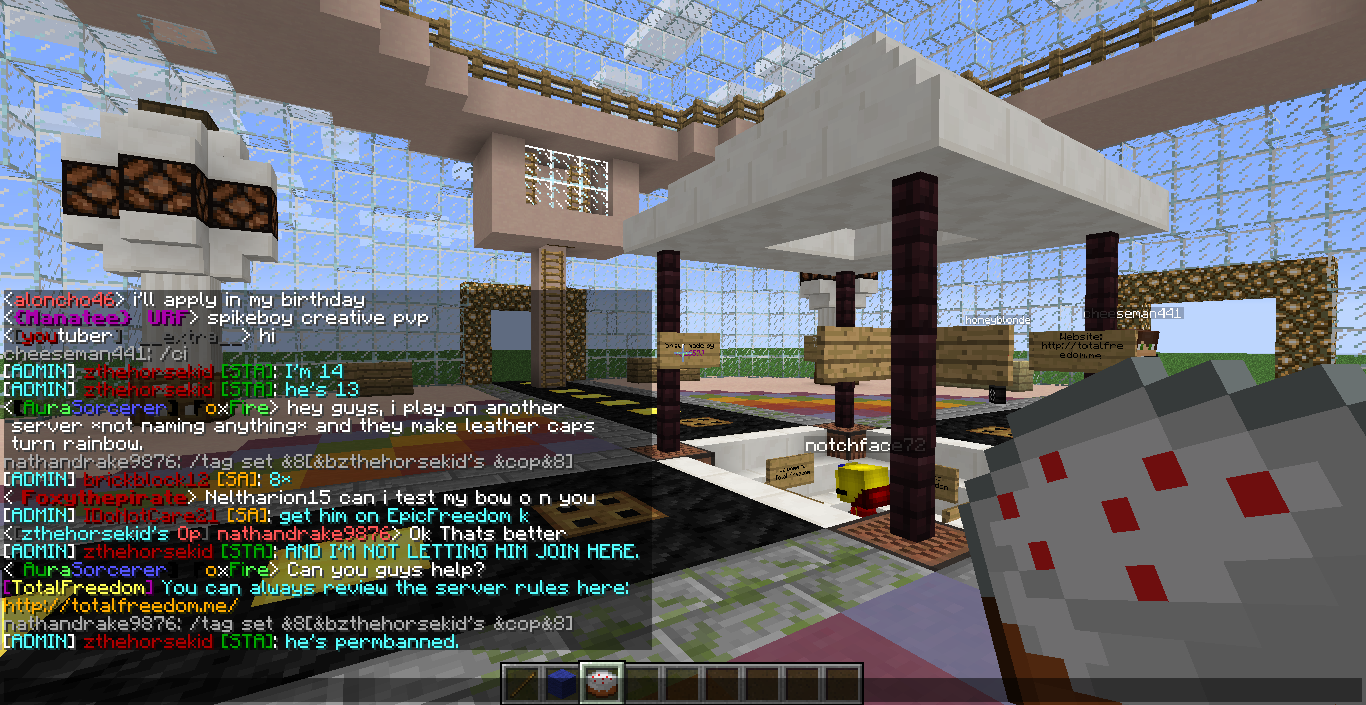 <aloncho46> i'll apply in my birthday
<{Manatee} UAF> spikeboy creative pvp
<[youtuber] __extra__> hi
cheeseman441: /ci
[ADMIN] zthehorsekid [STA]: I'm 14
[ADMIN] zthehorsekid [STA]: he's 13
< AuraSorcerer oxFire> hey guys, i play on another
server *not naming anything* and they make leather caps
turn rainbow.
nathandrake9876: /tag set &8[&bzthehorsekid's &cop&8]
[ADMIN] brickblock12 [SA]: 8*
< Foxythepirate> Neltharion15 can i test my bow o n you
[ADMIN] IDoNotCare21 [SA]: get him on EpicFreedom k
<[zthehorsekid's Op] nathandrake9876> Ok Thats better
[ADMIN] zthehorsekid [STA]: AND I'M NOT LETTING HIM JOIN HERE.
< AuraSorcerer oxFire> Can you guys help?
[TotalFreedom] You can always review the server rules here:
http://totalfreedom.me/
nathandrake9876: /tag set &8[&bzthehorsekid's &cop&8]
[ADMIN] zthehorsekid [STA]: he's permbanned.
honeyblonde
cheeseman441
Website:
http://totalfre
edom.me
made by
notchface72